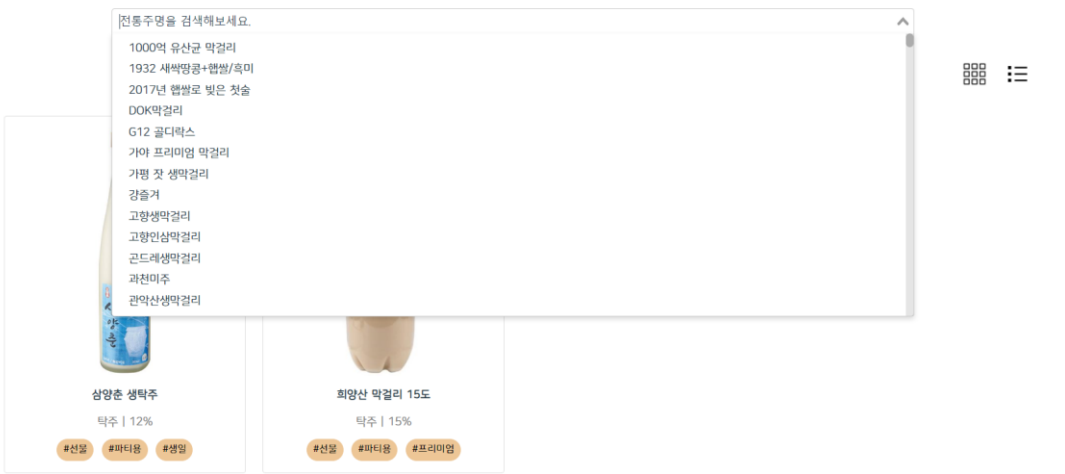 전통주명을 검색해보세요.
1000억 유산균 막걸리
1932 새싹땅콩+햅쌀/흑미
2017년 햅쌀로 빚은 첫술
DOK막걸리
G12 골디락스
가야 프리미엄 막걸리
가평 잣 생막걸리
걍즐겨
고향생막걸리
고향인삼막걸리
곤드레생막걸리
과천미주
관악산생막걸리
삼양춘 생탁주
탁주 | 12%
#선물 #파티용 #생일
희양산 막걸리 15도
탁주 | 15%
#선물 #파티용 #프리미엄